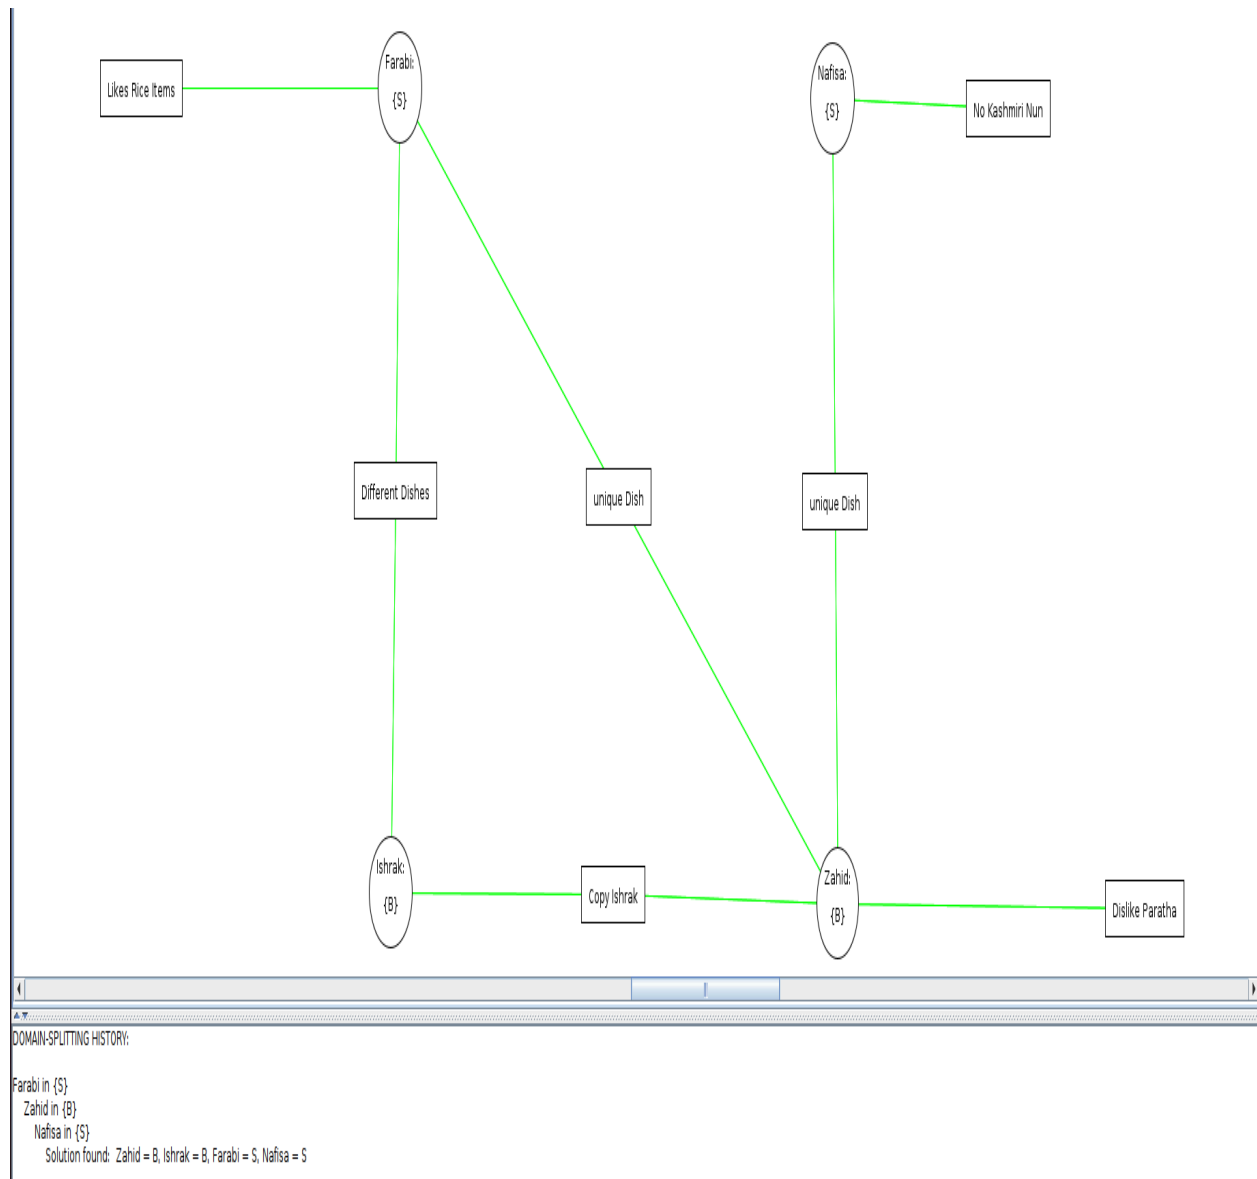 Farabi:
{S}
Likes Rice Items
Nafisa:
{S}
No Kashmiri Nun
Different Dishes
unique Dish
unique Dish
Ishrak:
{B}
Copy Ishrak
Zahid:
{B}
Dislike Paratha
DOMAIN-SPLITTING HISTORY:
Farabi in {S}
Zahid in {B}
Nafisa in {S}
Solution found: Zahid = B, Ishrak = B, Farabi = S, Nafisa = S